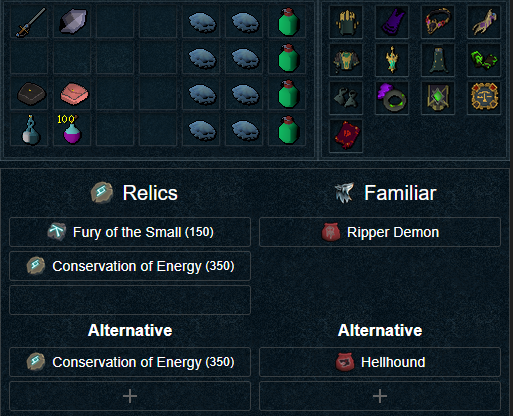 100
Relics
Familiar
Fury of the Small (150)
Ripper Demon
Conservation of Energy (350)
Alternative
Alternative
Conservation of Energy (350)
Hellhound
+
+